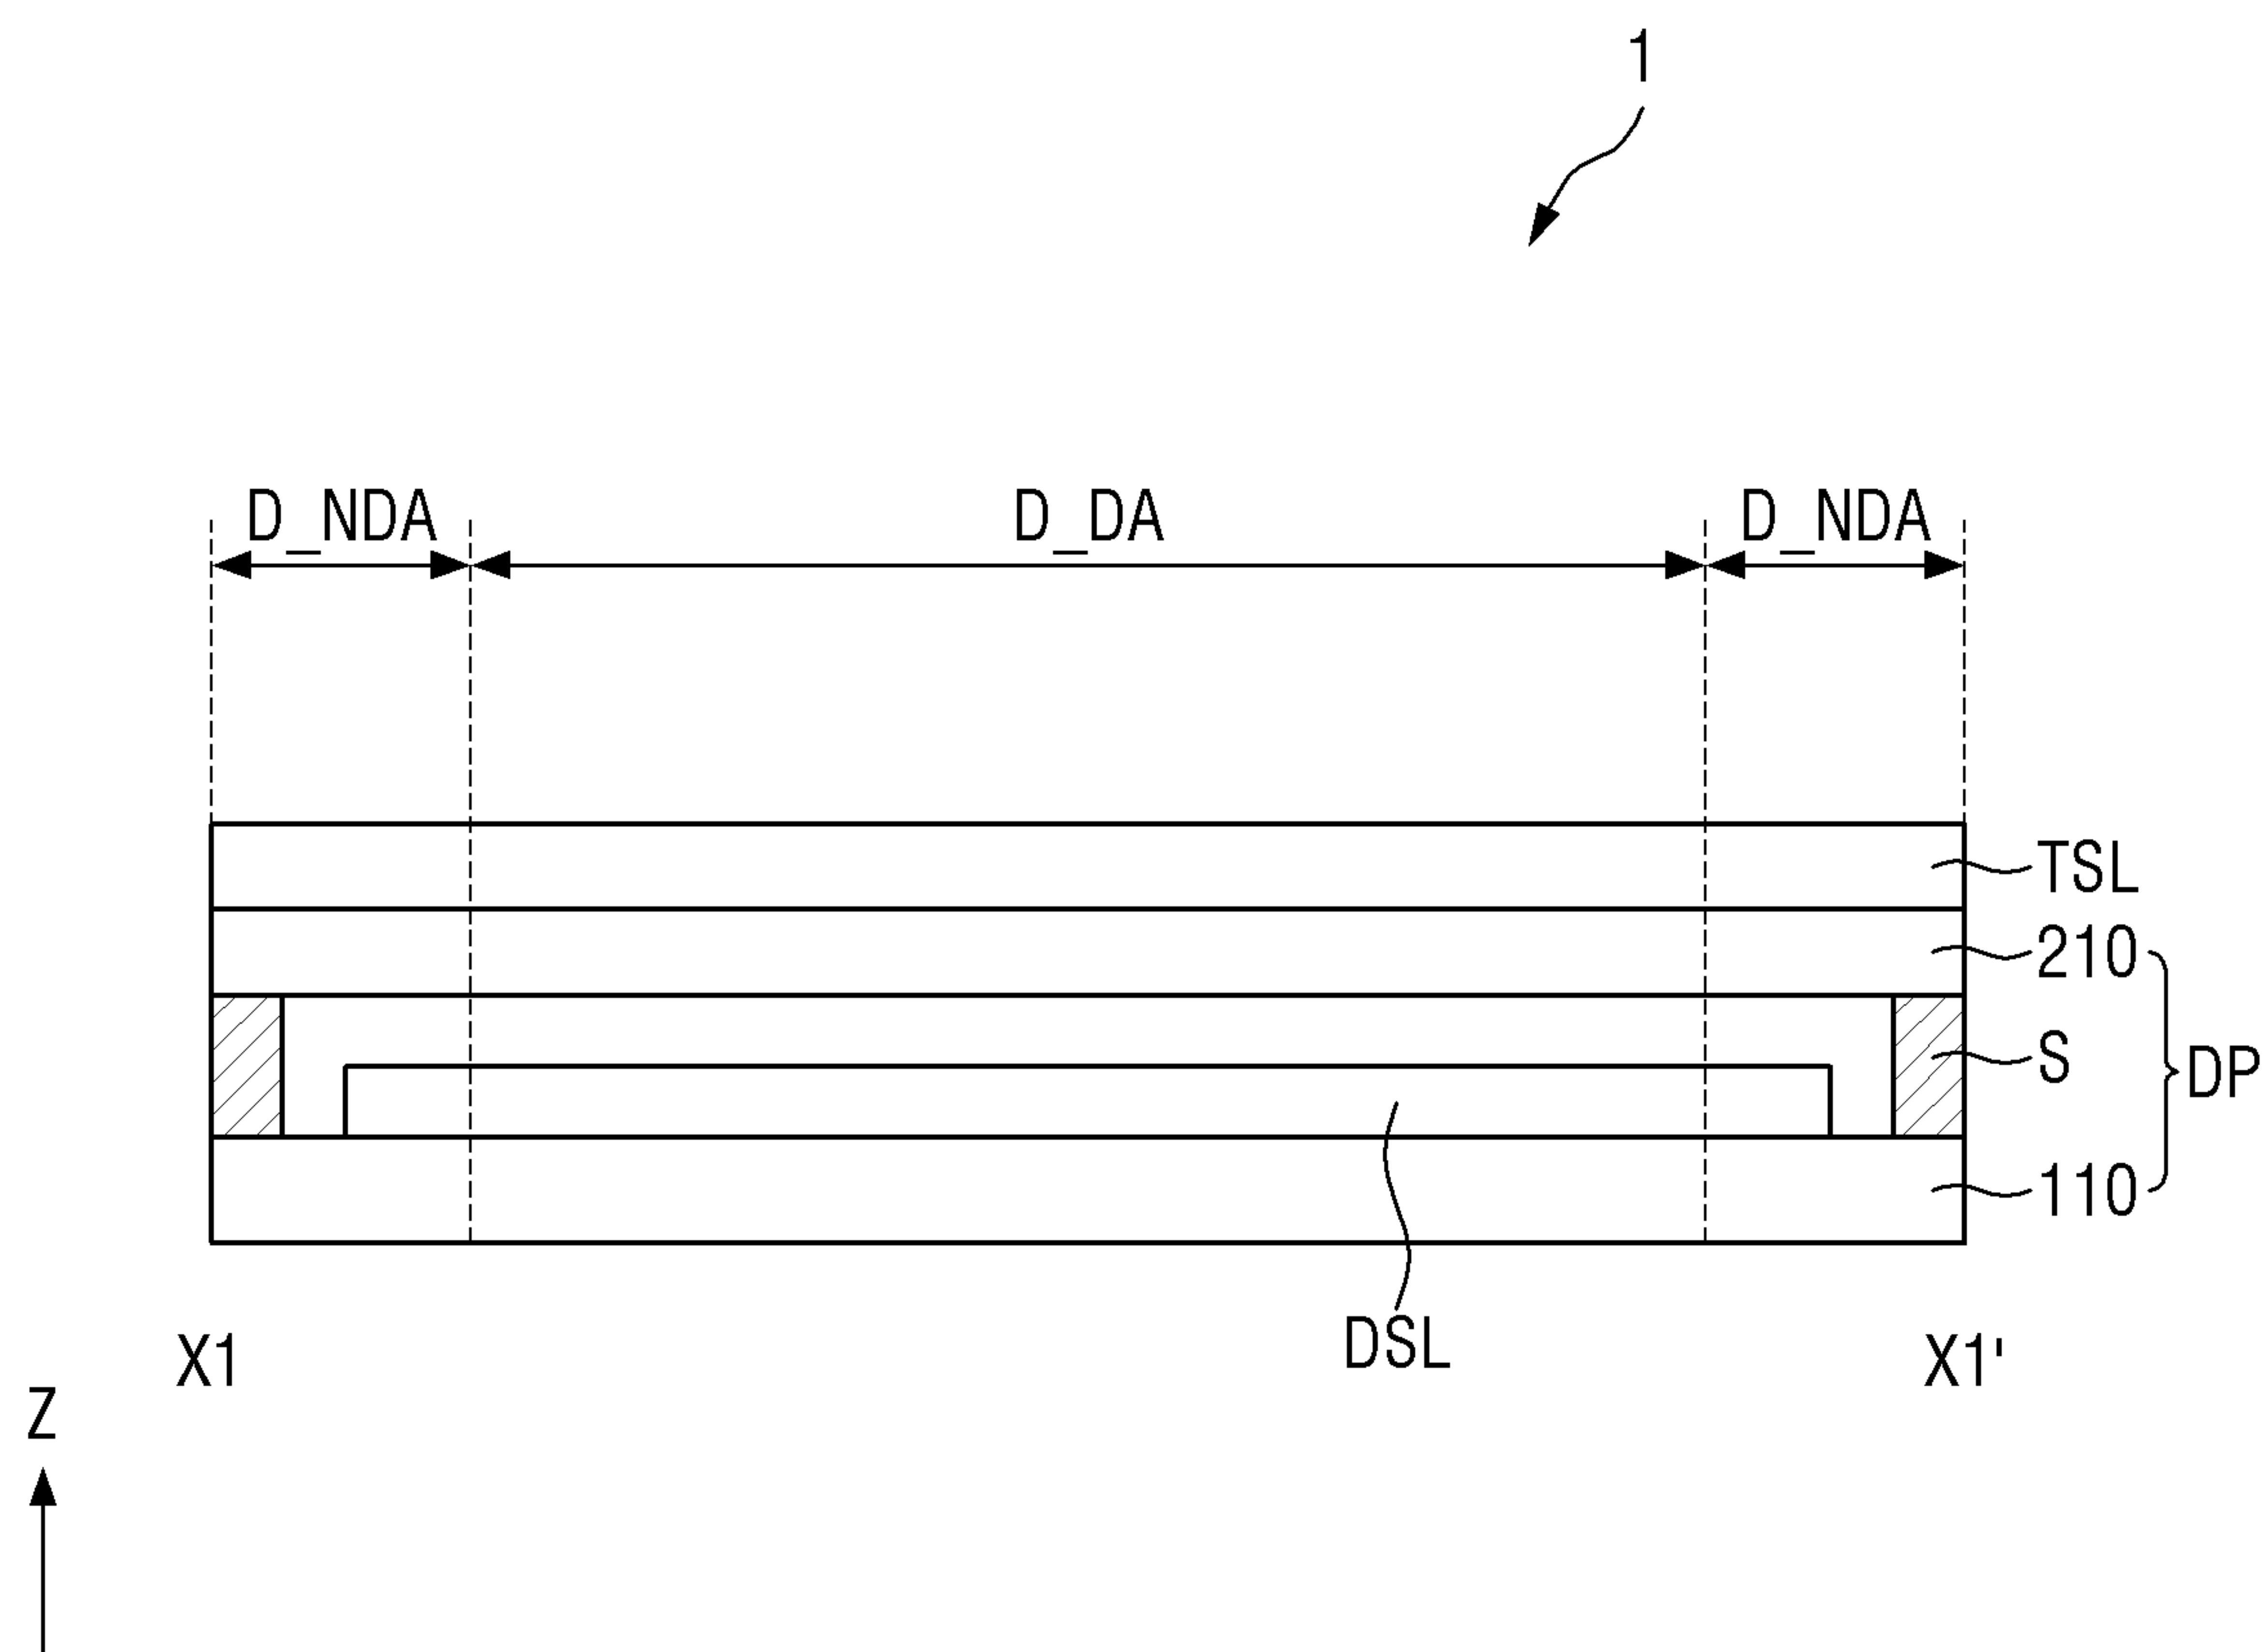 1
D_NDA D_DA D_NDA
TSL
210
S
DP
110
DSL
X1 X1'
Z